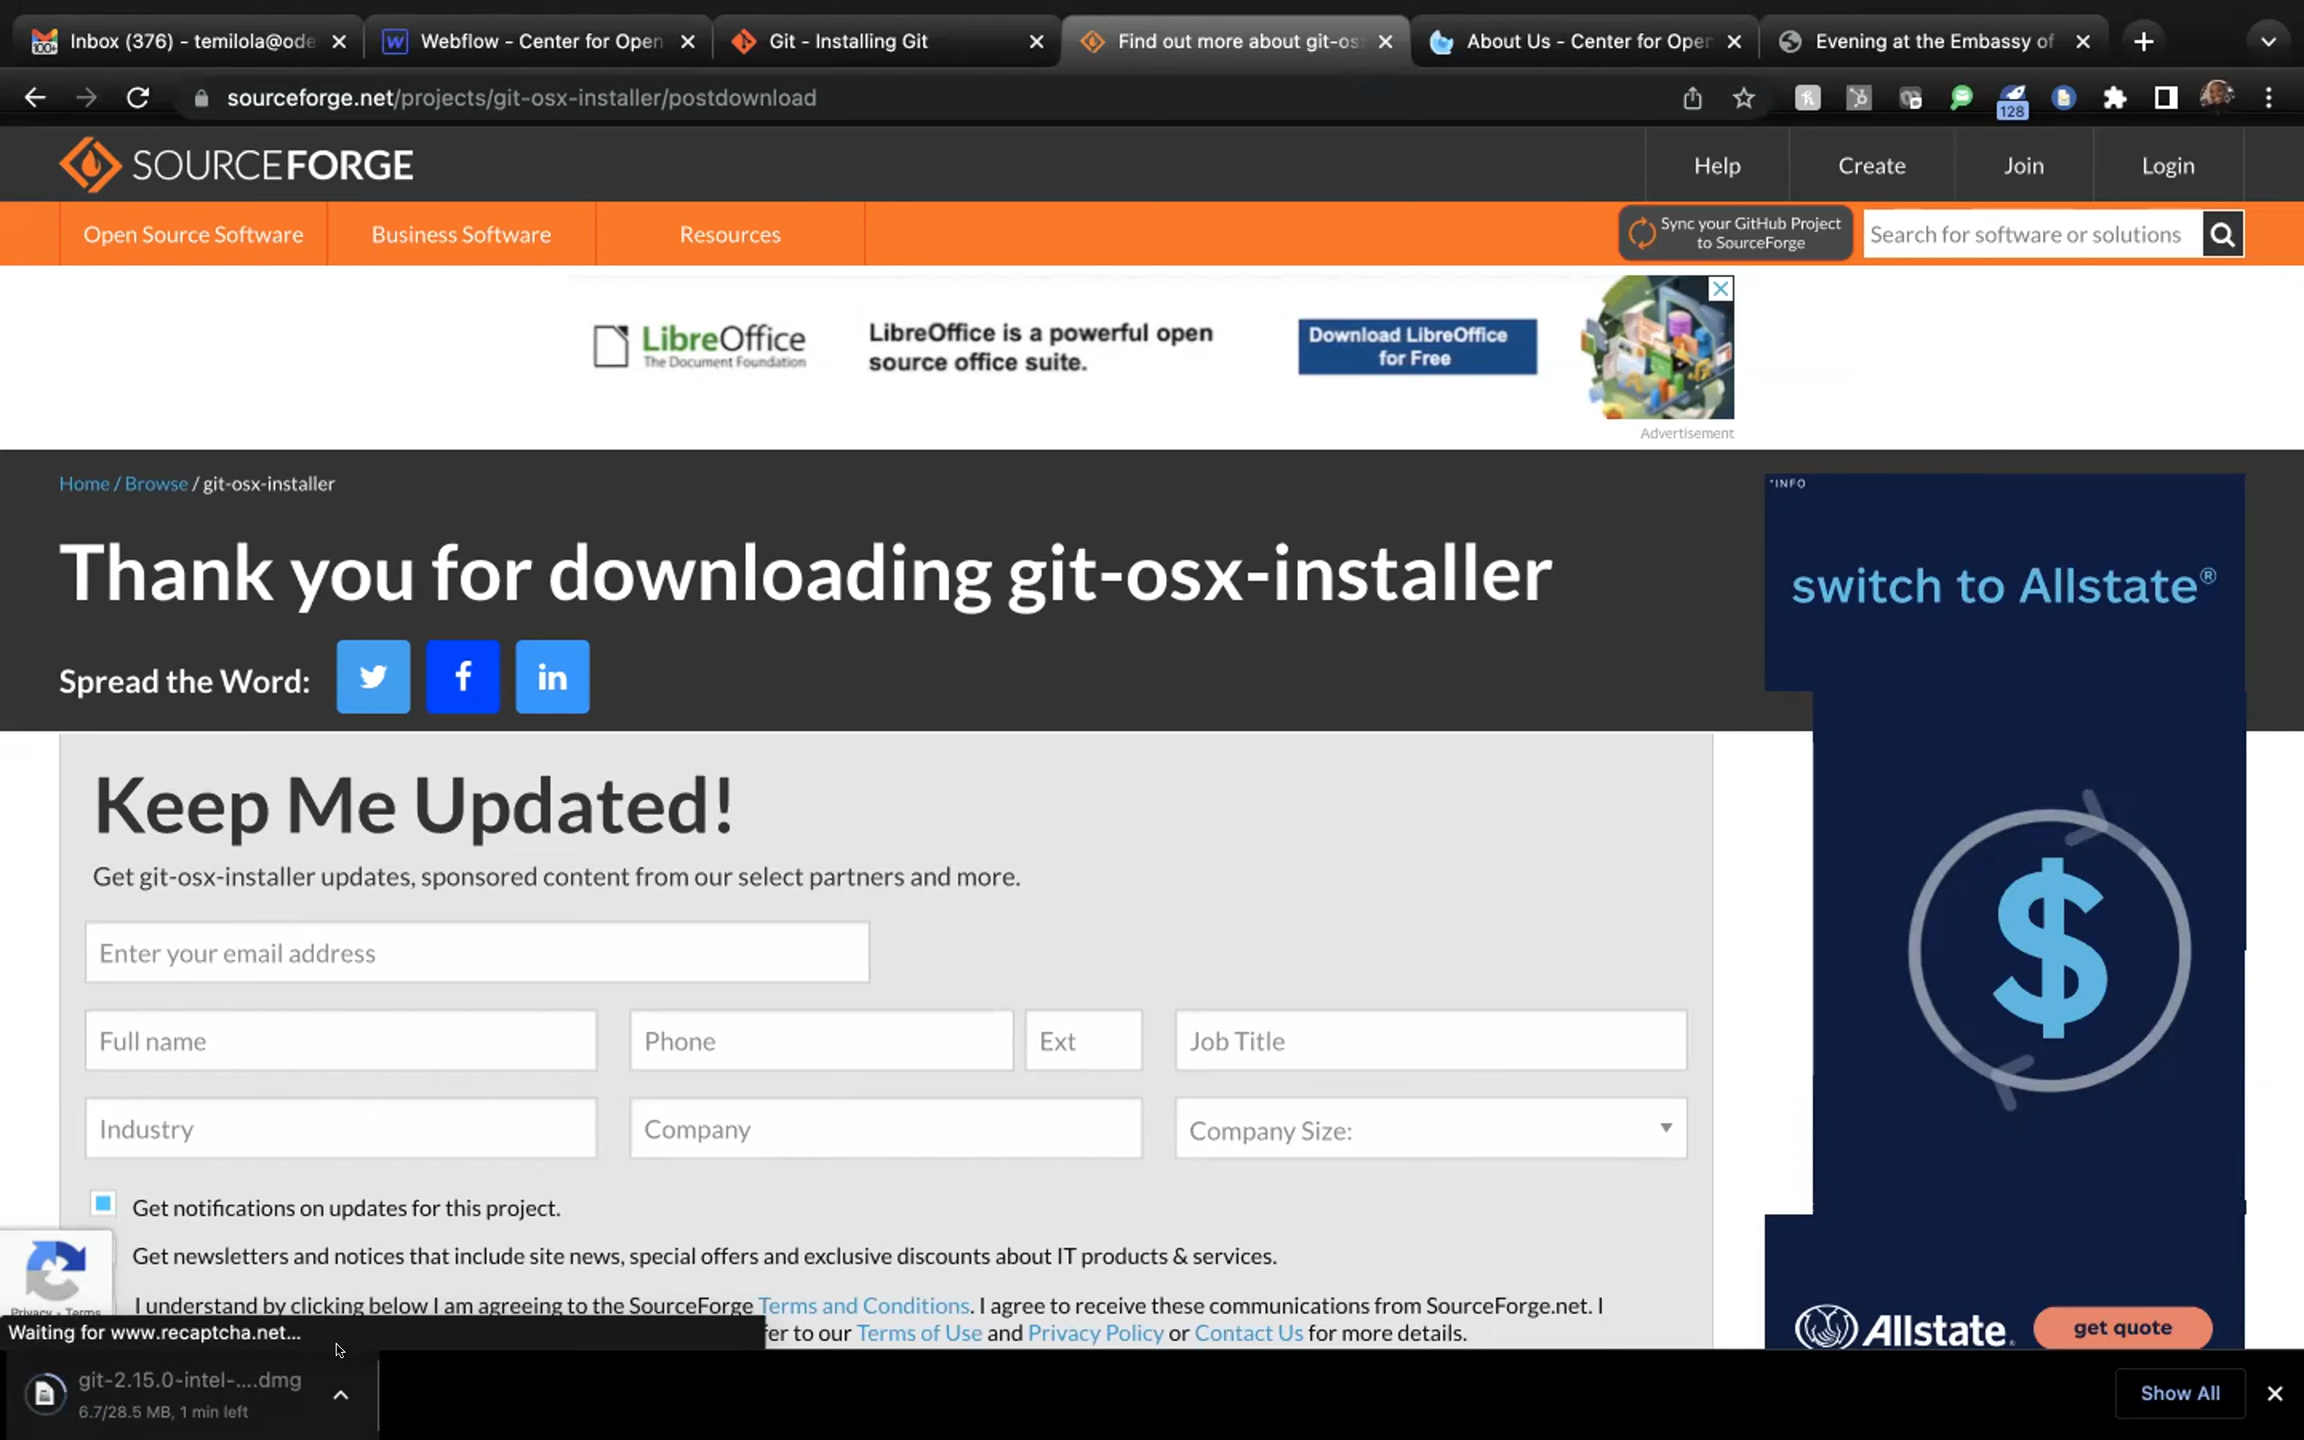 Inbox (376) - temilola@ode
Webflow - Center for Open
Git - Installing Git
Find out more about git-os
About Us - Center for Oper
Evening at the Embassy of
sourceforge.net/projects/git-osx-installer/postdownload
100+
128
SOURCEFORGE
Help
Create
Join
Login
Open Source Software
Business Software
Resources
Sync your GitHub Project
to SourceForge
Search for software or solutions
LibreOffice
The Document Foundation
LibreOffice is a powerful open
source office suite.
Download LibreOffice
for Free
Advertisement
Home / Browse / git-osx-installer
*INFO
Thank you for downloading git-osx-installer
switch to Allstate®
Spread the Word:
Keep Me Updated!
Get git-osx-installer updates, sponsored content from our select partners and more.
Enter your email address
Full name
Phone
Ext
Job Title
Industry
Company
Company Size:
$
Get notifications on updates for this project.
Get newsletters and notices that include site news, special offers and exclusive discounts about IT products & services.
Privacy - Terms
I understand by clicking below I am agreeing to the SourceForge Terms and Conditions. I agree to receive these communications from SourceForge.net. I
Waiting for www.recaptcha.net...
fer to our Terms of Use and Privacy Policy or Contact Us for more details.
Allstate
get quote
git-2.15.0-intel-....dmg
6.7/28.5 MB, 1 min left
Show All